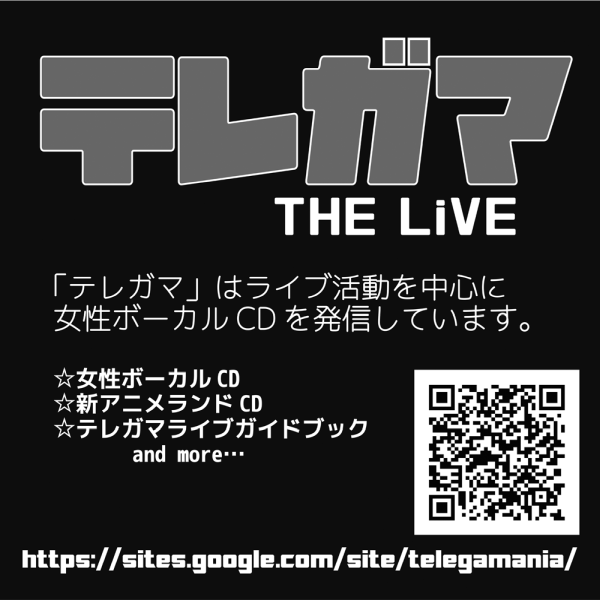 テレガマ
THE LiVE
「テレガマ」はライブ活動を中心に
女性ボーカルCDを発信しています。
☆女性ボーカルCD
☆新アニメランドCD
☆テレガマライブガイドブック
and more…
https://sites.google.com/site/telegamania/